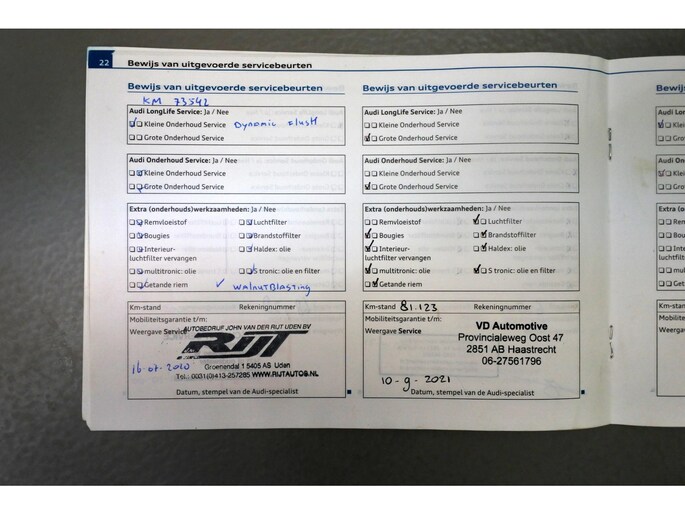 22 Bewijs van uitgevoerde servicebeurten
Bewijs van uitgevoerde servicebeurten
KM 73542
Audi LongLife Service: Ja / Nee
Kleine Onderhoud Service Dynamic Flush
Grote Onderhoud Service
Audi Onderhoud Service: Ja / Nee
Kleine Onderhoud Service
Grote Onderhoud Service
Extra (onderhouds)werkzaamheden: Ja / Nee
Remvloeistof Luchtfilter
Bougies Brandstoffilter
Interieur- Haldex: olie
luchtfilter vervangen
multitronic: olie S tronic: olie en filter
Getande riem ✓ Walnutblasting
Km-stand Rekeningnummer
Mobiliteitsgarantie t/m:
Weergave Service
AUTOBEDRIJF JOHN VAN DER RIJT UDEN BV
RIJT
16-07-2020 Groenendal 1 5405 AS Uden
Tel.: 0031(0)413-257285 WWW.RIJTAUTOS.NL
Datum, stempel van de Audi-specialist
Bewijs van uitgevoerde servicebeurten
Audi LongLife Service: Ja / Nee
Kleine Onderhoud Service
Grote Onderhoud Service
Audi Onderhoud Service: Ja / Nee
Kleine Onderhoud Service
Grote Onderhoud Service
Extra (onderhouds)werkzaamheden: Ja / Nee
Remvloeistof Luchtfilter
Bougies Brandstoffilter
Interieur- Haldex: olie
luchtfilter vervangen
multitronic: olie S tronic: olie en filter
Getande riem
Km-stand 81.123 Rekeningnummer
Mobiliteitsgarantie t/m:
Weergave Service
VD Automotive
Provincialeweg Oost 47
2851 AB Haastrecht
06-27561796
10-9-2021
Datum, stempel van de Audi-specialist